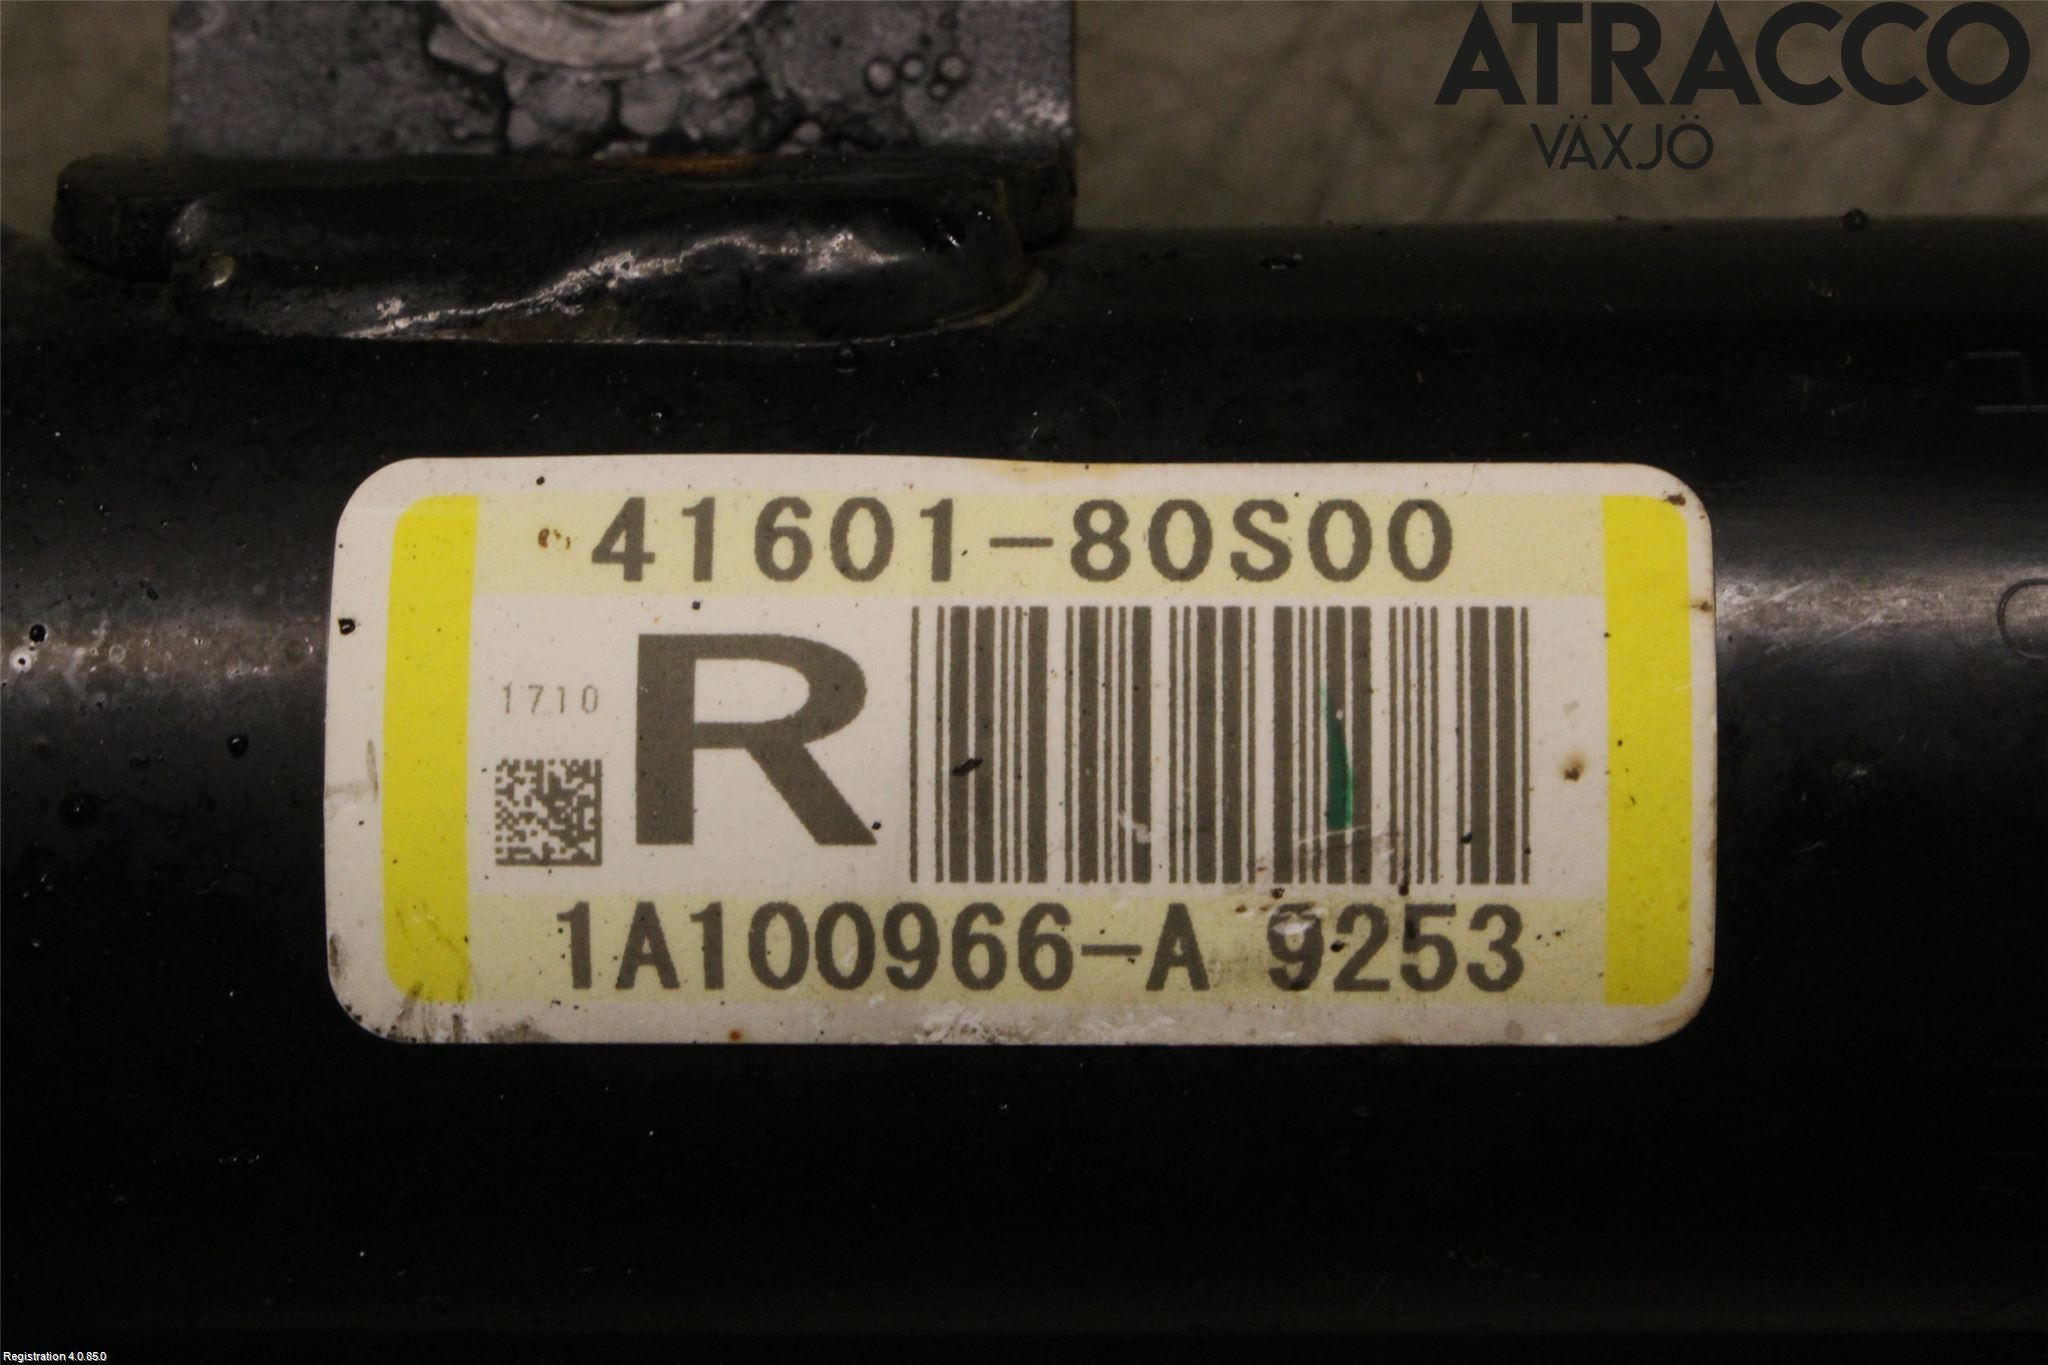 ATRACCO
VÄXJÖ
41601-80S00
1710
R
1A100966-A 9253
Registration 4.0.85.0